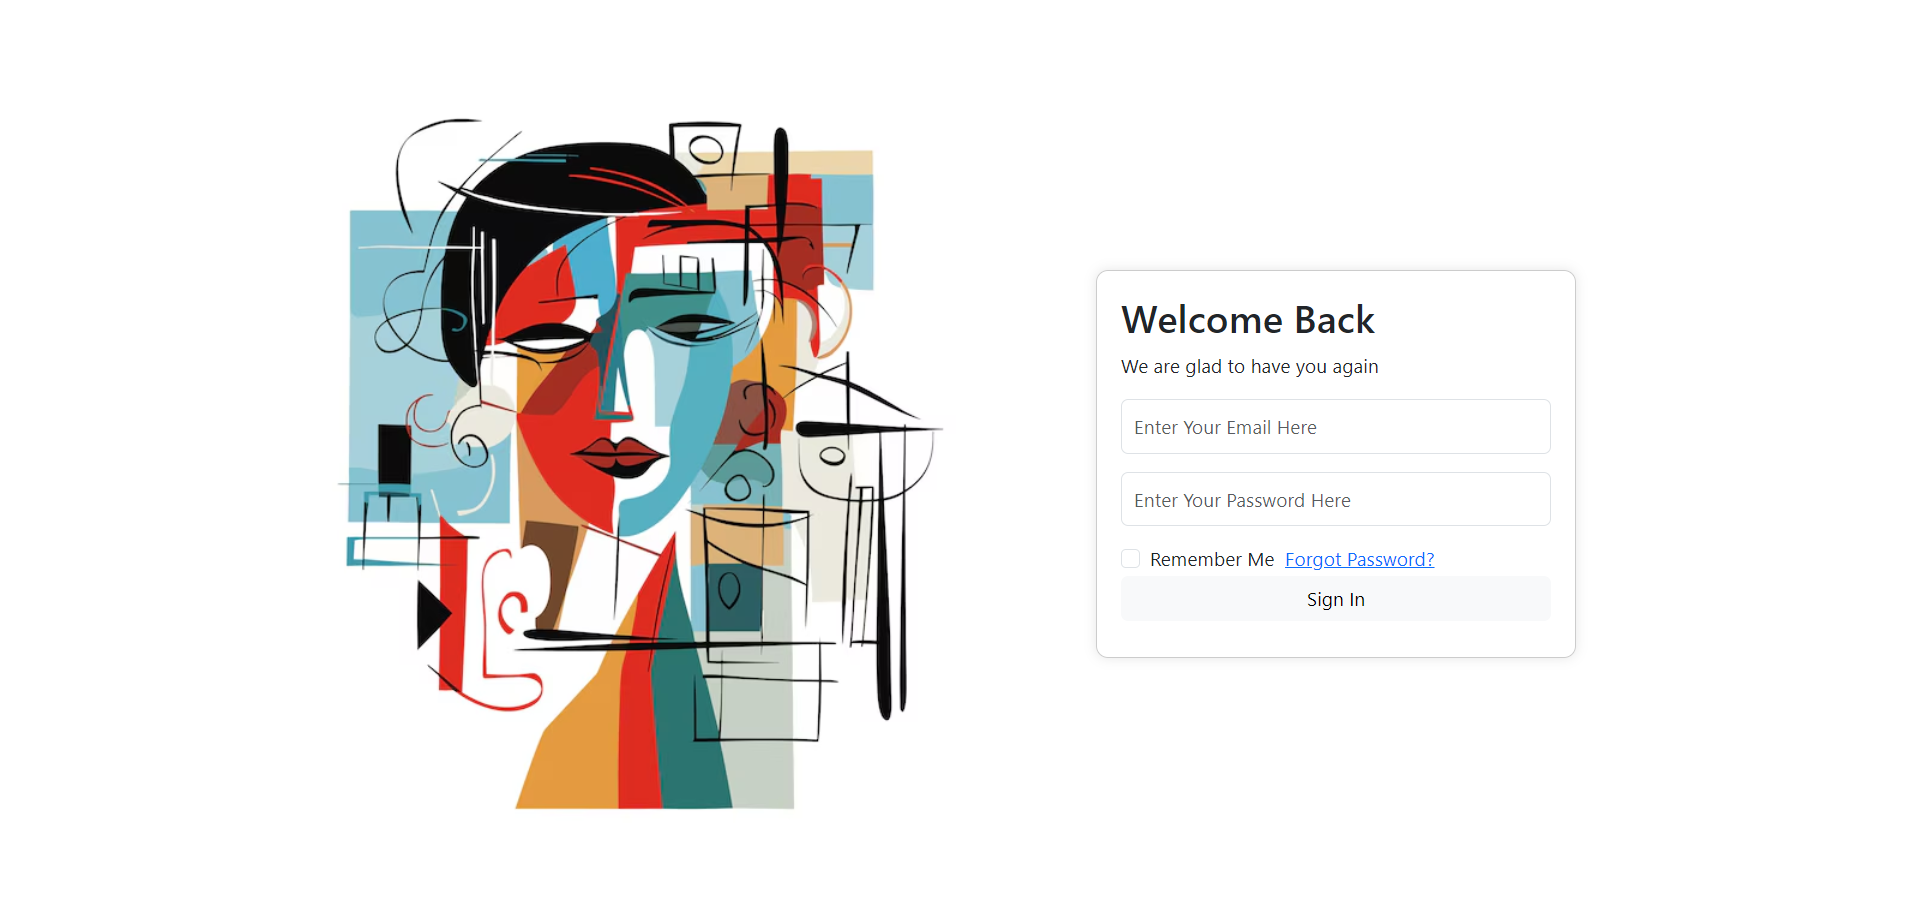 Welcome Back
We are glad to have you again
Enter Your Email Here
Enter Your Password Here
Remember Me Forgot Password?
Sign In